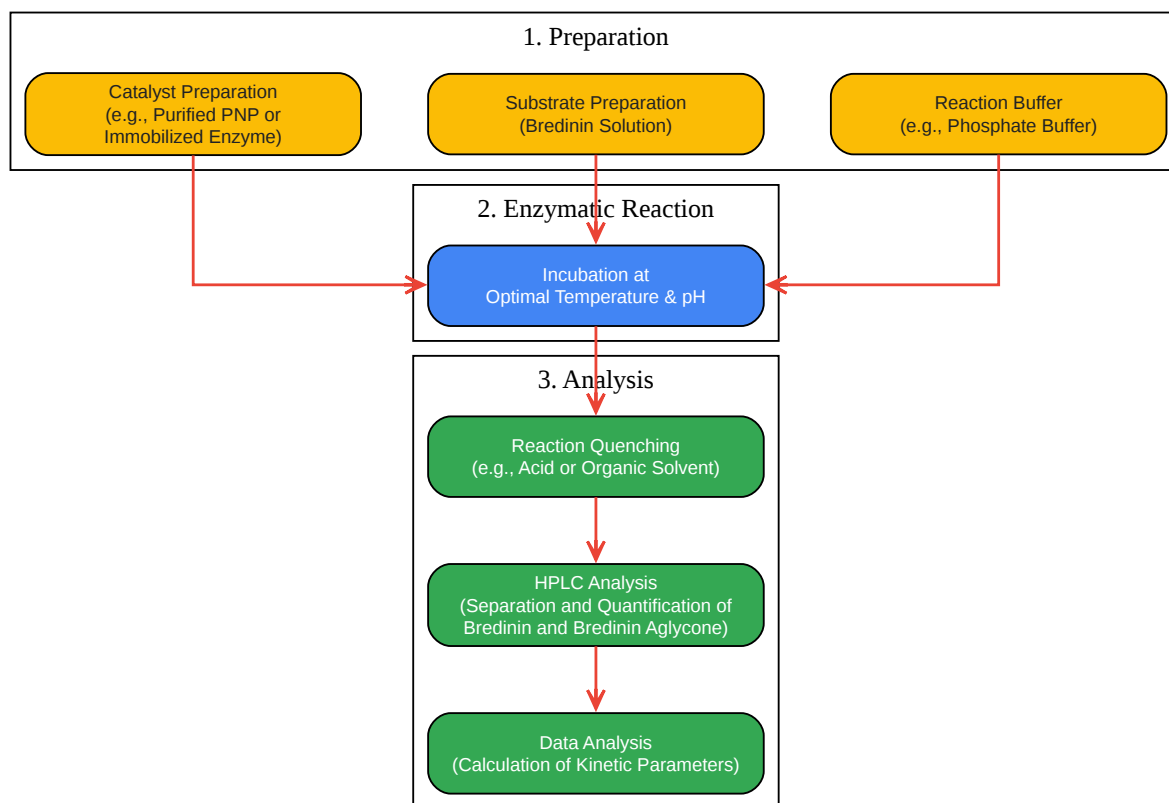 1. Preparation
Catalyst Preparation
(e.g., Purified PNP or
Immobilized Enzyme)
Substrate Preparation
(Bredinin Solution)
Reaction Buffer
(e.g., Phosphate Buffer)
2. Enzymatic Reaction
Incubation at
Optimal Temperature & pH
3. Analysis
Reaction Quenching
(e.g., Acid or Organic Solvent)
HPLC Analysis
(Separation and Quantification of
Bredinin and Bredinin Aglycone)
Data Analysis
(Calculation of Kinetic Parameters)